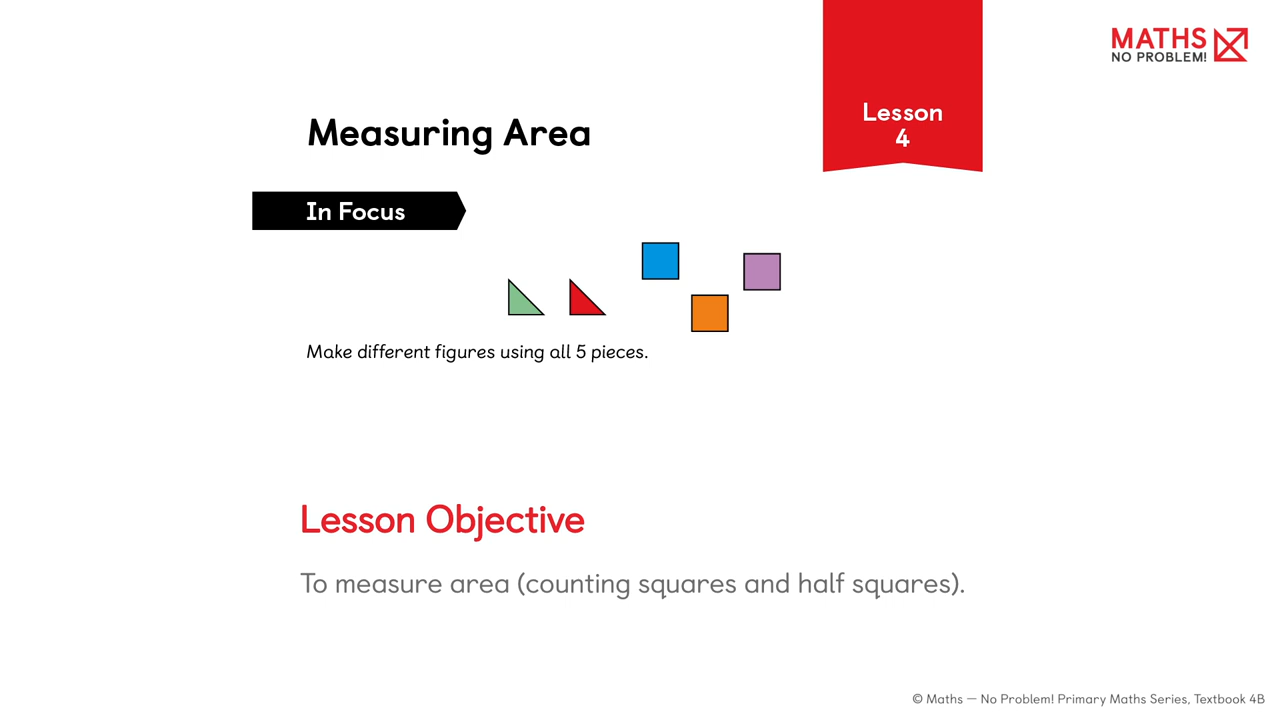 MATHS
NO PROBLEM!
Lesson
4
Measuring Area
In Focus
Make different figures using all 5 pieces.
Lesson Objective
To measure area (counting squares and half squares).
© Maths — No Problem! Primary Maths Series, Textbook 4B